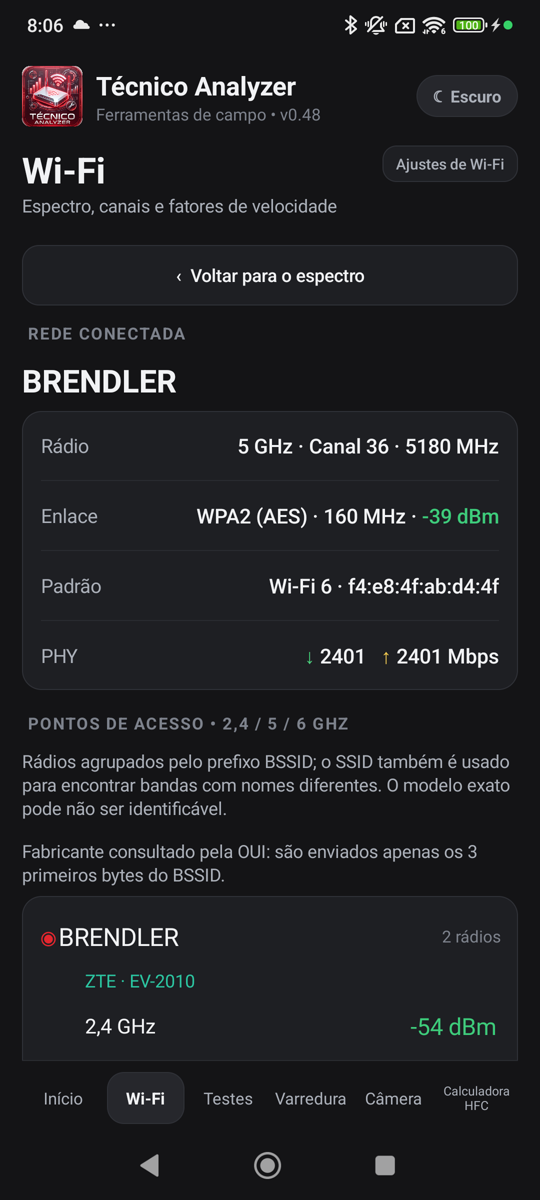 8:06
100
TÉCNICO
ANALYZER
Técnico Analyzer
Ferramentas de campo • v0.48
☾ Escuro
Wi-Fi
Ajustes de Wi-Fi
Espectro, canais e fatores de velocidade
‹ Voltar para o espectro
REDE CONECTADA
BRENDLER
Rádio 5 GHz · Canal 36 · 5180 MHz
Enlace WPA2 (AES) · 160 MHz · -39 dBm
Padrão Wi-Fi 6 · f4:e8:4f:ab:d4:4f
PHY ↓ 2401 ↑ 2401 Mbps
PONTOS DE ACESSO • 2,4 / 5 / 6 GHZ
Rádios agrupados pelo prefixo BSSID; o SSID também é usado
para encontrar bandas com nomes diferentes. O modelo exato
pode não ser identificável.
Fabricante consultado pela OUI: são enviados apenas os 3
primeiros bytes do BSSID.
BRENDLER 2 rádios
ZTE · EV-2010
2,4 GHz -54 dBm
Início Wi-Fi Testes Varredura Câmera Calculadora
HFC